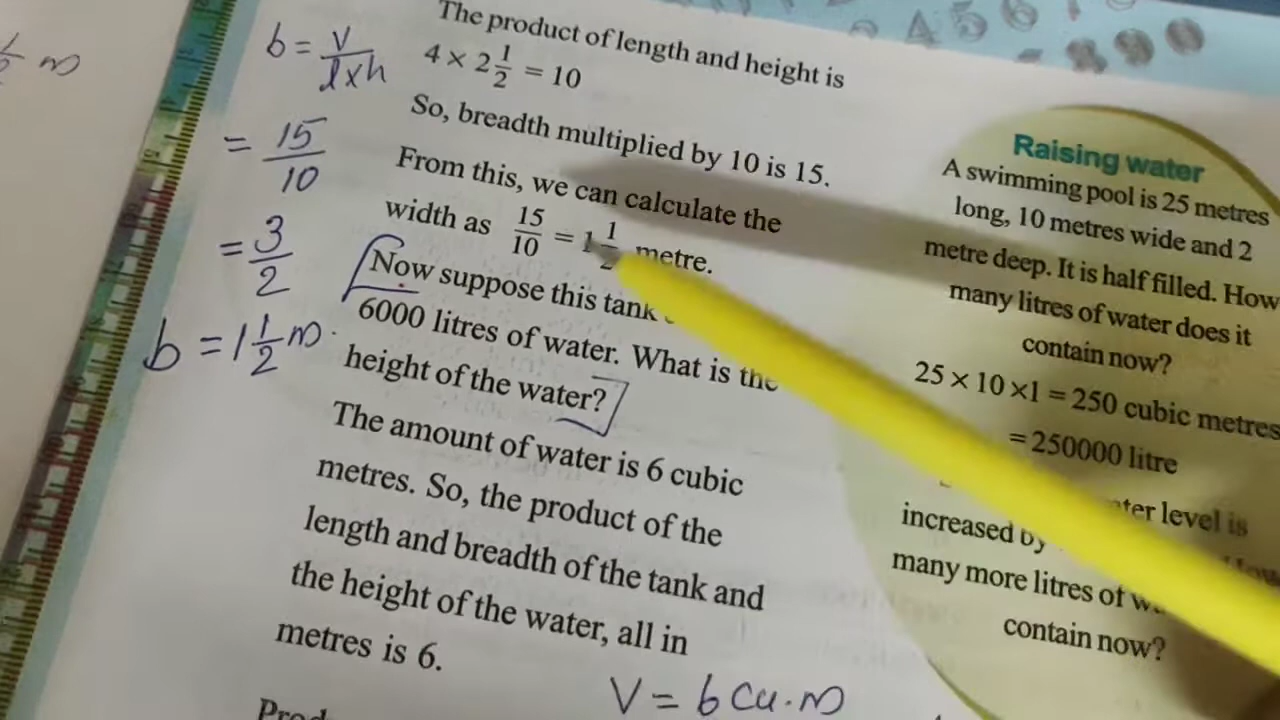 The product of length and height is
4 × 2 1/2 = 10
So, breadth multiplied by 10 is 15.
From this, we can calculate the
width as 15/10 = 1 1/ metre.
Now suppose this tank
6000 litres of water. What is the
height of the water?
The amount of water is 6 cubic
metres. So, the product of the
length and breadth of the tank and
the height of the water, all in
metres is 6.
b = V/l×h
= 15/10
= 3/2
b = 1 1/2 m.
V = 6 cu.m
Raising water
A swimming pool is 25 metres
long, 10 metres wide and 2
metre deep. It is half filled. How
many litres of water does it
contain now?
25 × 10 ×1 = 250 cubic metres
= 250000 litre
level is
increased by
many more litres of
contain now?
4 5 6
m